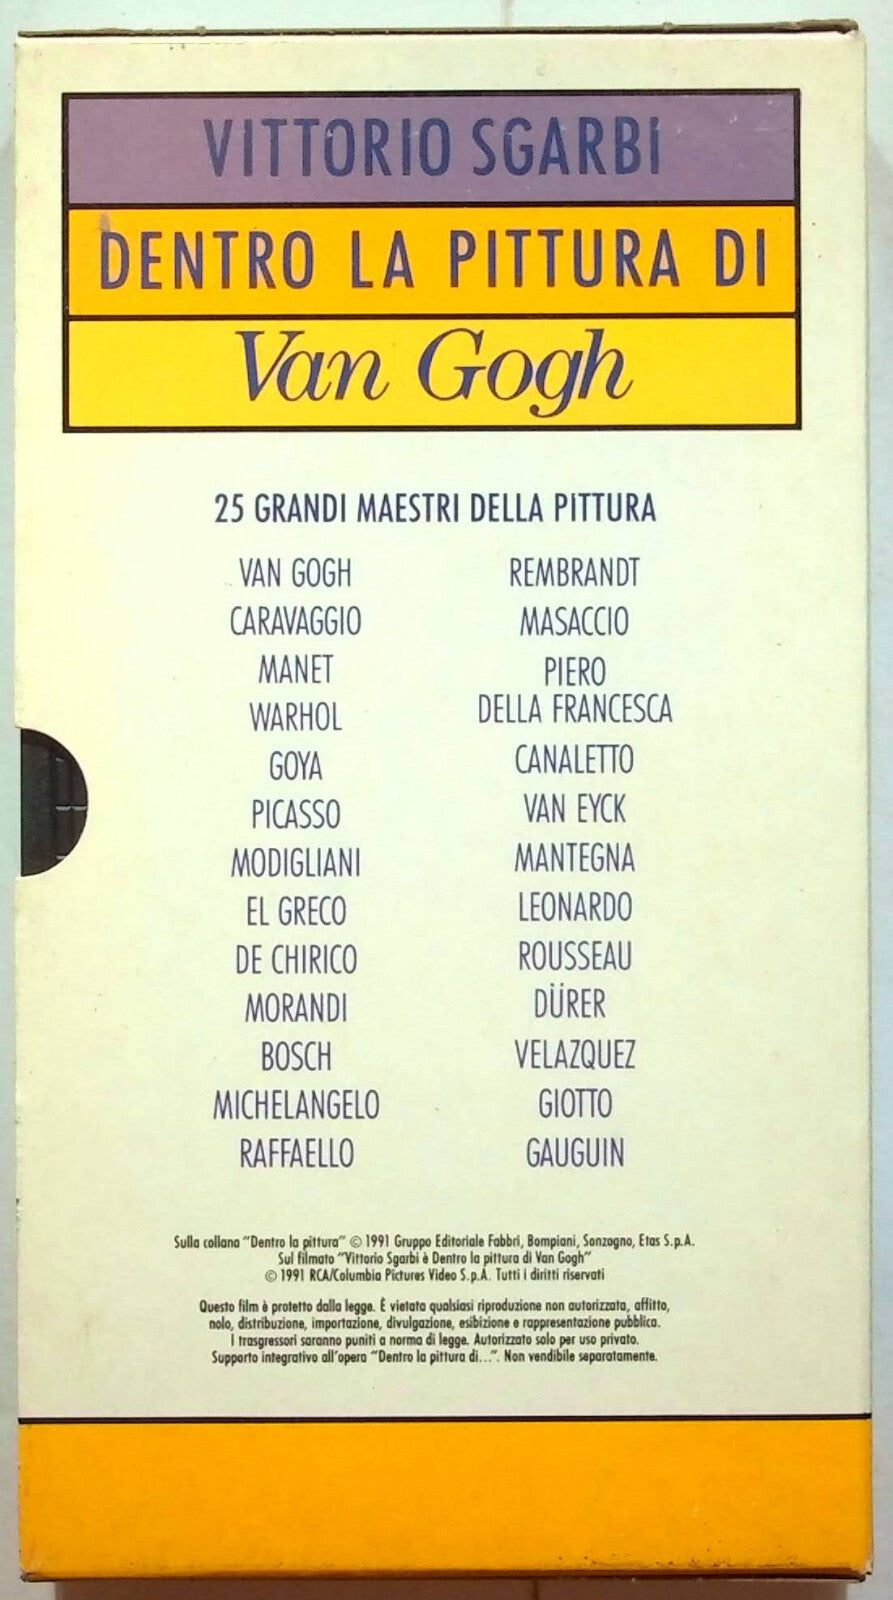 VITTORIO SGARBI
DENTRO LA PITTURA DI
Van Gogh
25 GRANDI MAESTRI DELLA PITTURA
VAN GOGH
CARAVAGGIO
MANET
WARHOL
GOYA
PICASSO
MODIGLIANI
EL GRECO
DE CHIRICO
MORANDI
BOSCH
MICHELANGELO
RAFFAELLO
REMBRANDT
MASACCIO
PIERO
DELLA FRANCESCA
CANALETTO
VAN EYCK
MANTEGNA
LEONARDO
ROUSSEAU
DÜRER
VELAZQUEZ
GIOTTO
GAUGUIN
Sulla collana "Dentro la pittura" © 1991 Gruppo Editoriale Fabbri, Bompiani, Sonzogno, Etas S.p.A.
Sul filmato "Vittorio Sgarbi è Dentro la pittura di Van Gogh"
© 1991 RCA/Columbia Pictures Video S.p.A. Tutti i diritti riservati
Questo film è protetto dalla legge. È vietata qualsiasi riproduzione non autorizzata, affitto,
nolo, distribuzione, importazione, divulgazione, esibizione e rappresentazione pubblica.
I trasgressori saranno puniti a norma di legge. Autorizzato solo per uso privato.
Supporto integrativo all'opera "Dentro la pittura di...". Non vendibile separatamente.